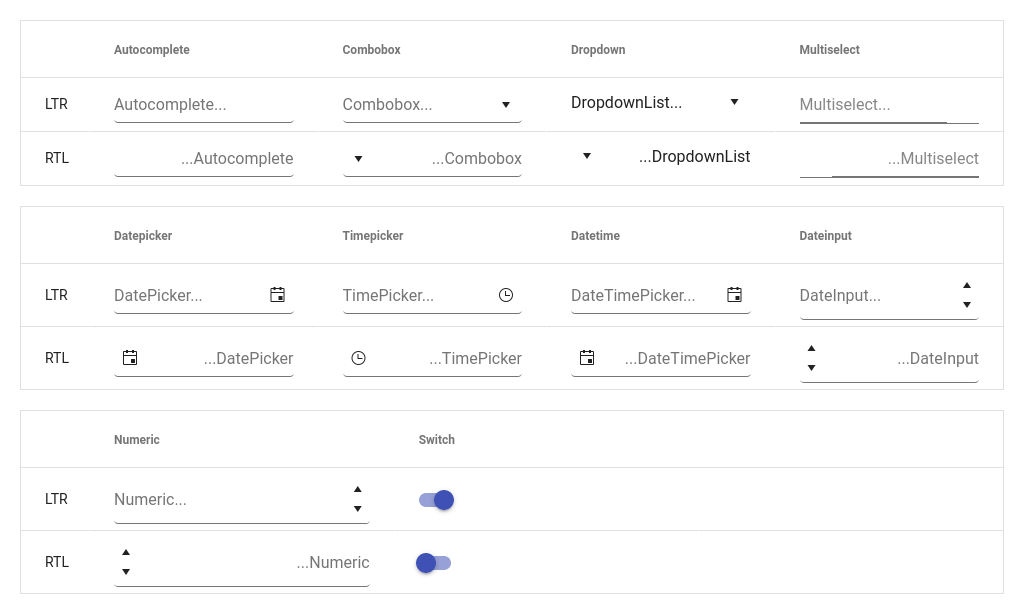 Autocomplete Combobox Dropdown Multiselect
LTR Autocomplete... Combobox... DropdownList... Multiselect...
RTL ...Autocomplete ...Combobox ...DropdownList ...Multiselect
Datepicker Timepicker Datetime Dateinput
LTR DatePicker... TimePicker... DateTimePicker... DateInput...
RTL ...DatePicker ...TimePicker ...DateTimePicker ...DateInput
Numeric Switch
LTR Numeric...
RTL ...Numeric